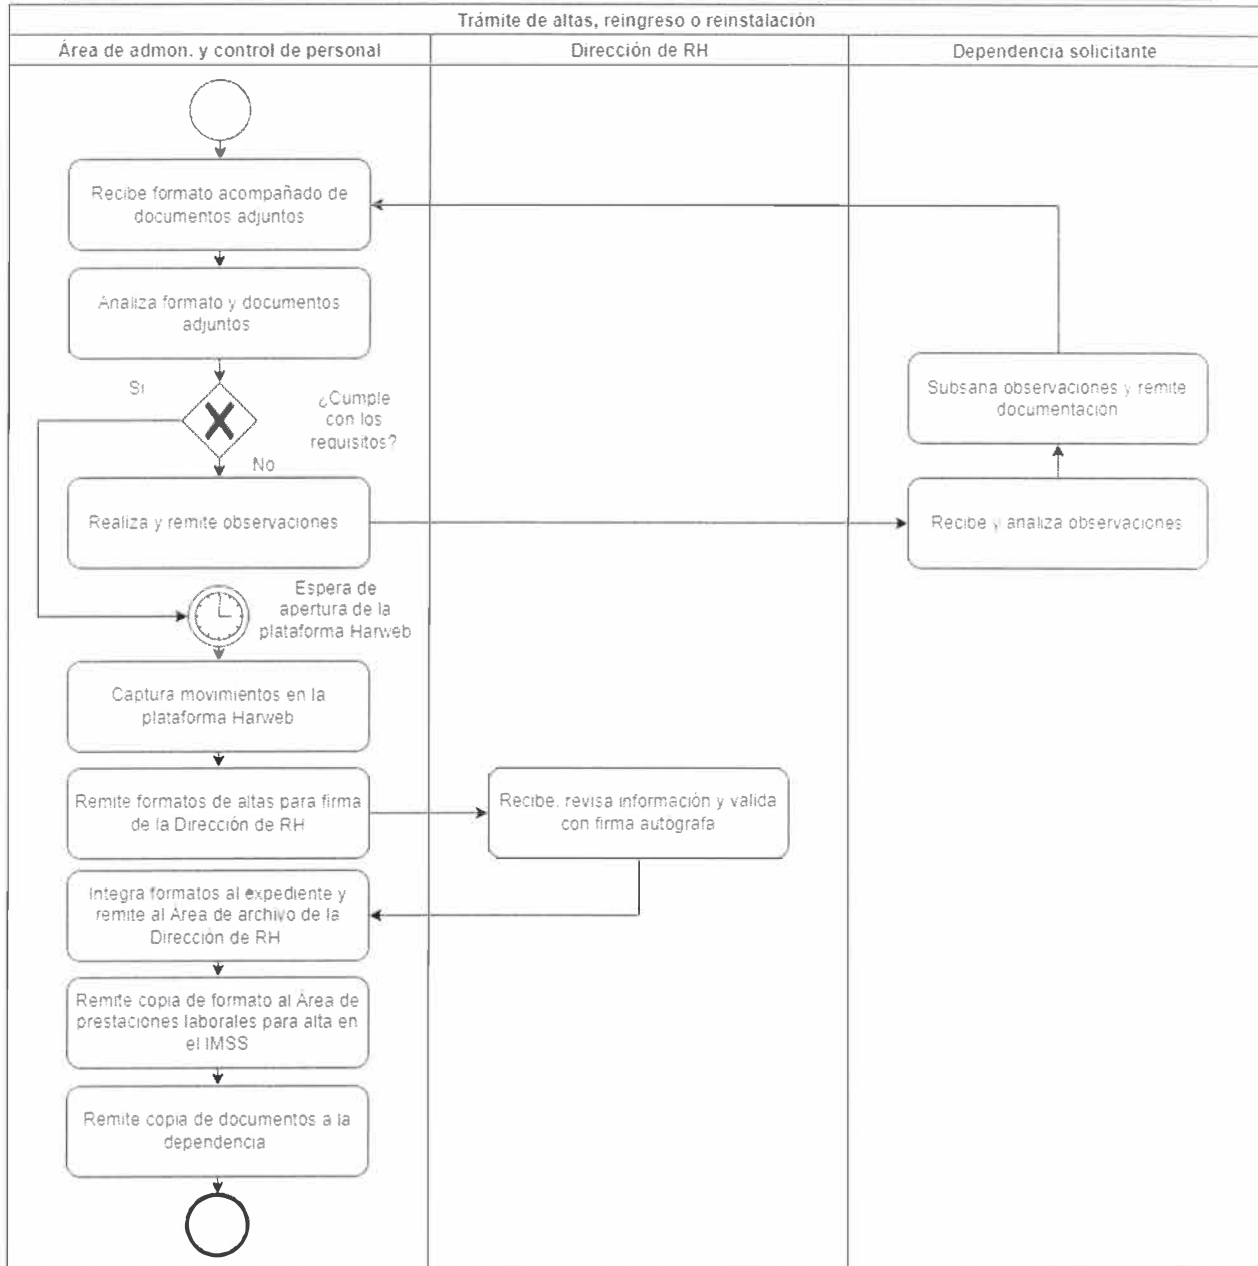 Trámite de altas, reingreso o reinstalación
Área de admon. y control de personal
Dirección de RH
Dependencia solicitante
Recibe formato acompañado de
documentos adjuntos
Analiza formato y documentos
adjuntos
Si
¿Cumple
con los
requisitos?
No
Subsana observaciones y remite
documentación
Realiza y remite observaciones
Recibe y analiza observaciones
Espera de
apertura de la
plataforma Harweb
Captura movimientos en la
plataforma Harweb
Remite formatos de altas para firma
de la Dirección de RH
Recibe, revisa información y valida
con firma autógrafa
Integra formatos al expediente y
remite al Área de archivo de la
Dirección de RH
Remite copia de formato al Área de
prestaciones laborales para alta en
el IMSS
Remite copia de documentos a la
dependencia